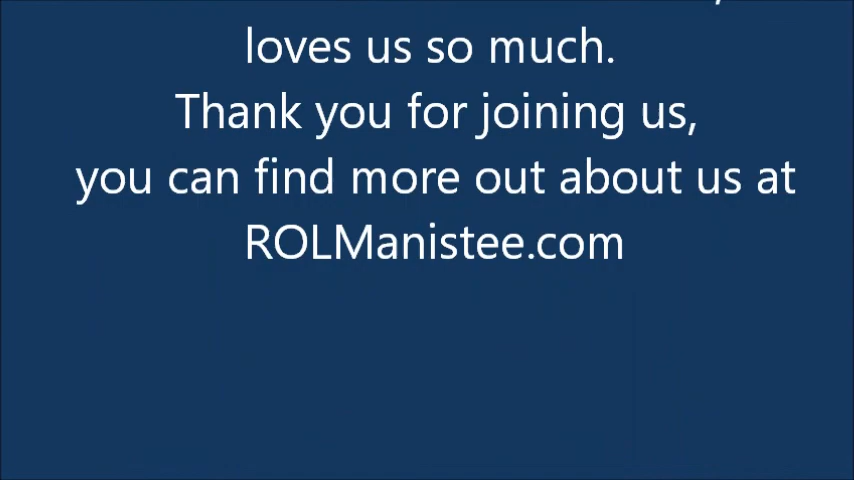 loves us so much.
Thank you for joining us,
you can find more out about us at
ROLManistee.com